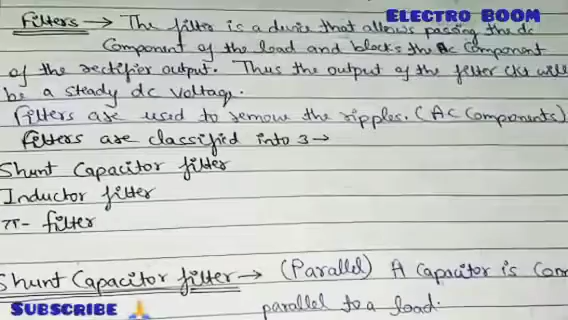 ELECTRO BOOM
Filters → The filter is a device that allows passing the dc
Component of the load and blocks the Ac Component
of the rectifier output. Thus the output of the filter ckt will
be a steady dc voltage.
Filters are used to remove the ripples. (AC Components)
Filters are classified into 3 →
Shunt Capacitor filter
Inductor filter
π- filter
Shunt Capacitor filter → (Parallel) A Capacitor is
parallel to a load.
SUBSCRIBE 🙏